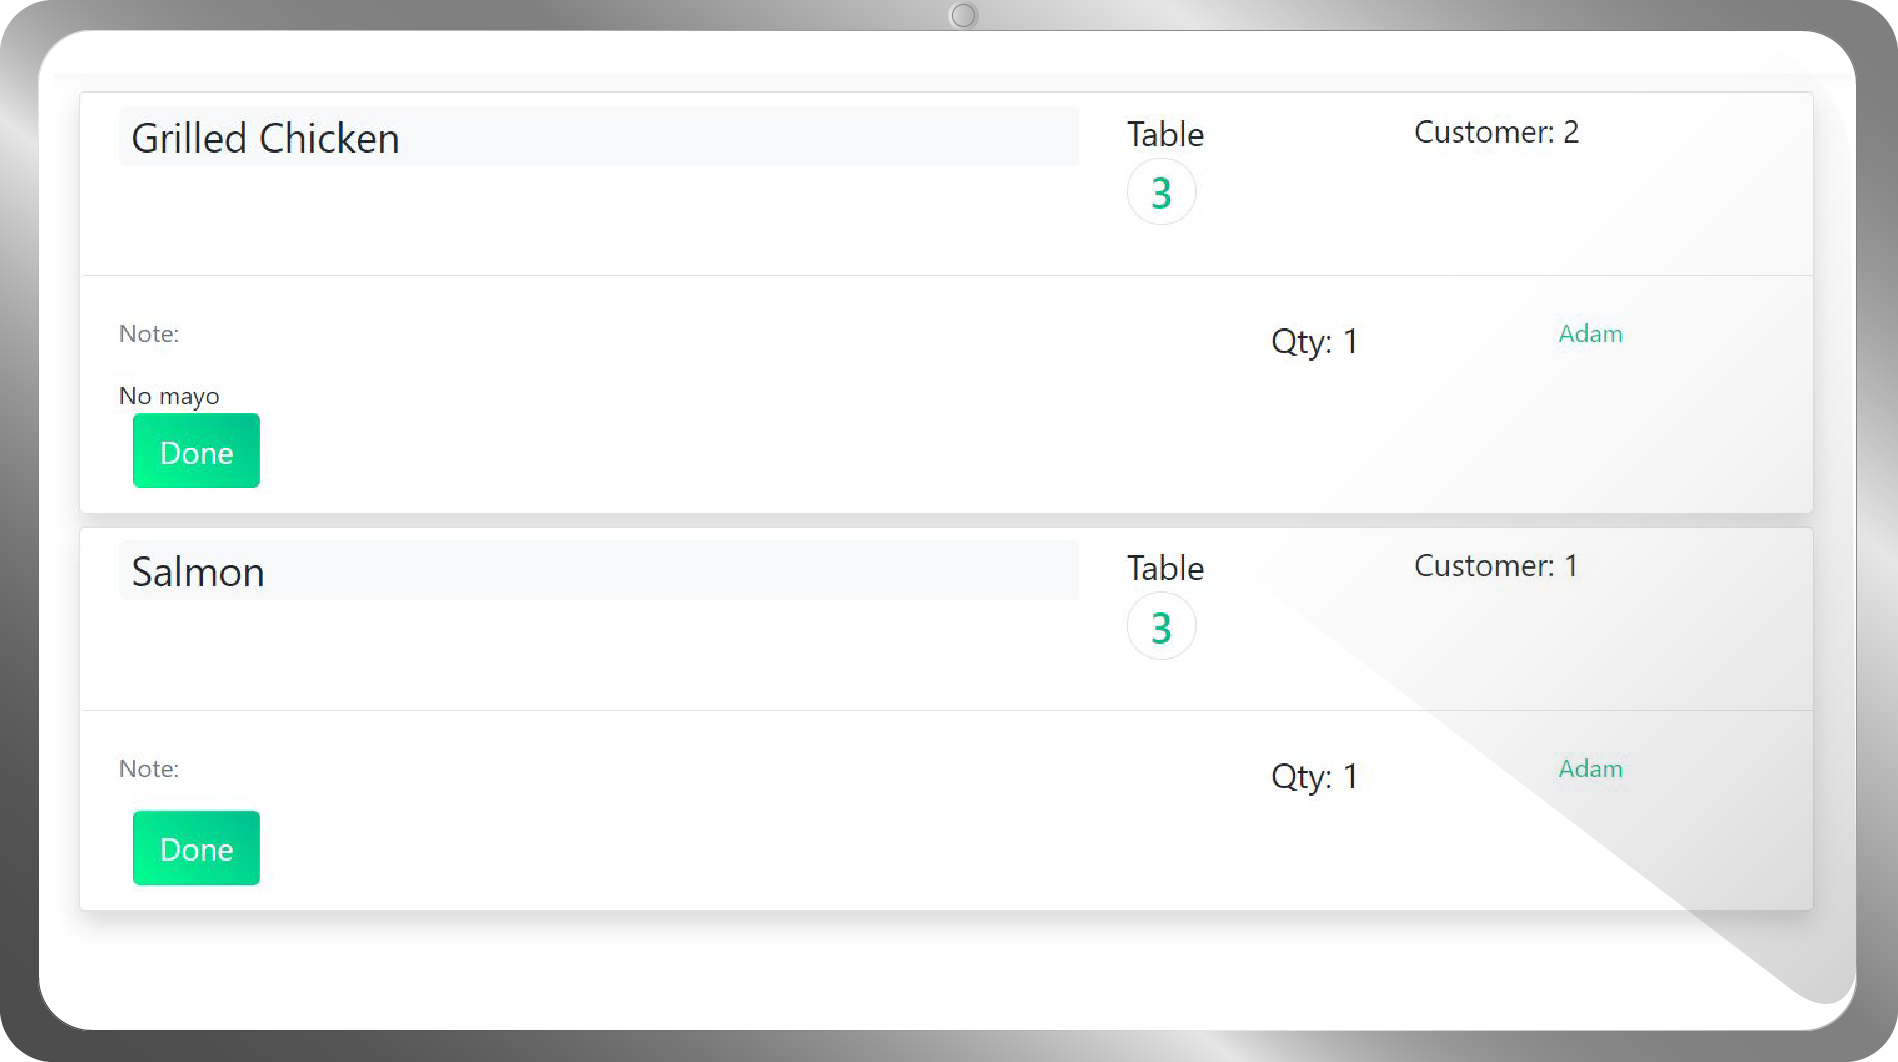 Grilled Chicken
Table
Customer: 2
3
Note:
Qty: 1
Adam
No mayo
Done
Salmon
Table
Customer: 1
3
Note:
Qty: 1
Adam
Done